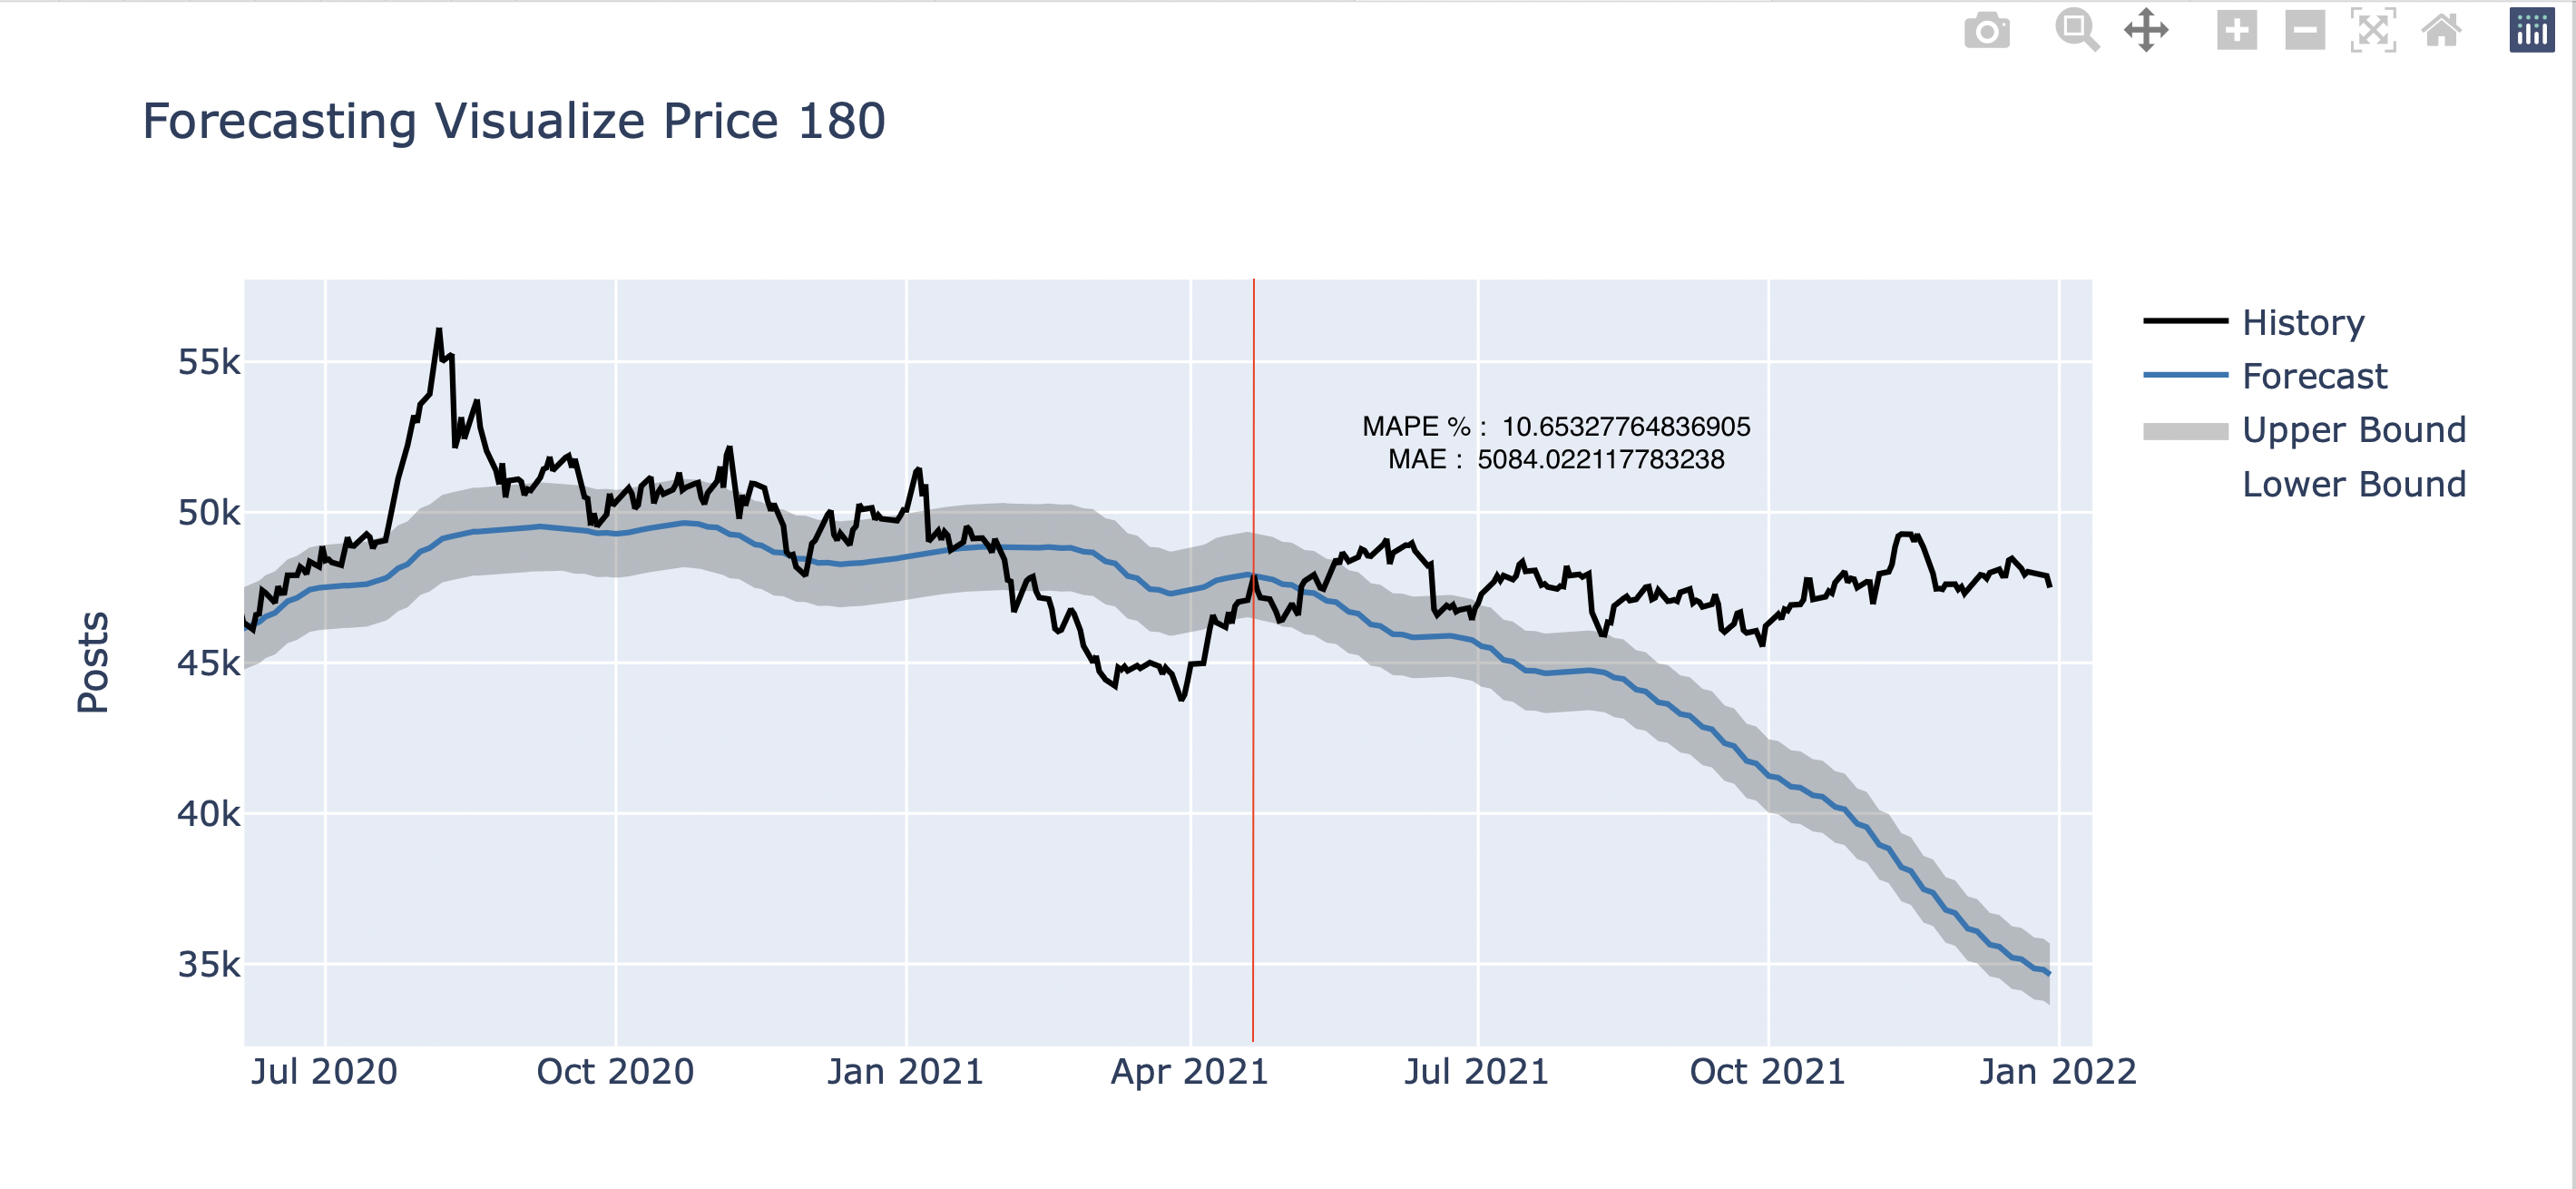 Forecasting Visualize Price 180
History
Forecast
Upper Bound
Lower Bound
MAPE % : 10.65327764836905
MAE : 5084.022117783238
Posts
55k
50k
45k
40k
35k
Jul 2020
Oct 2020
Jan 2021
Apr 2021
Jul 2021
Oct 2021
Jan 2022